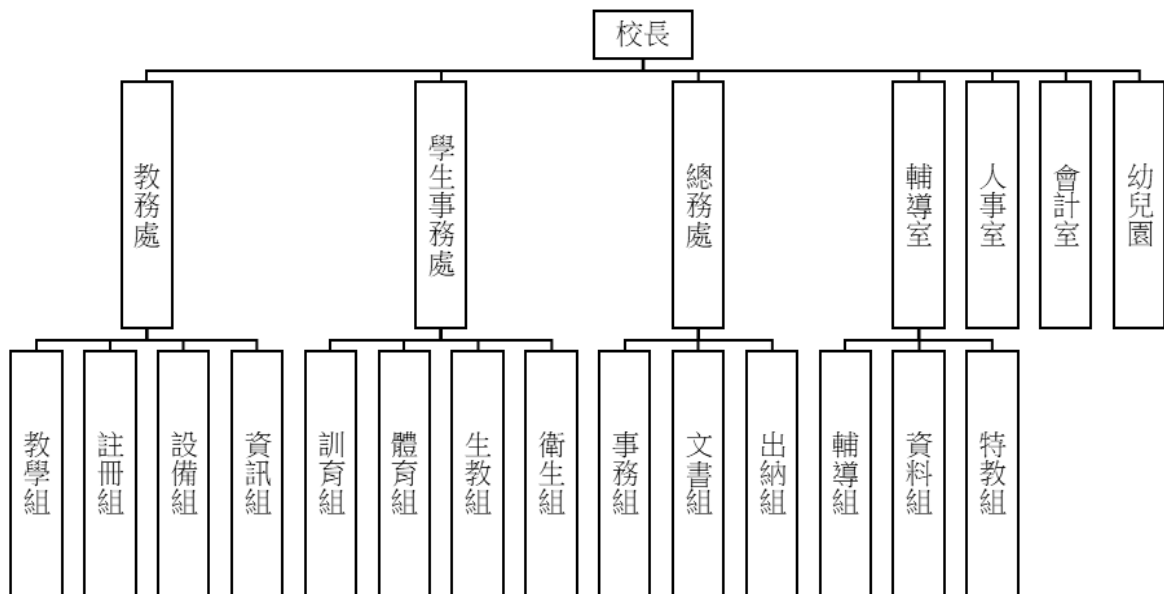 校長
教務處
學生事務處
總務處
輔導室
人事室
會計室
幼兒園
教學組
註冊組
設備組
資訊組
訓育組
體育組
生教組
衛生組
事務組
文書組
出納組
輔導組
資料組
特教組